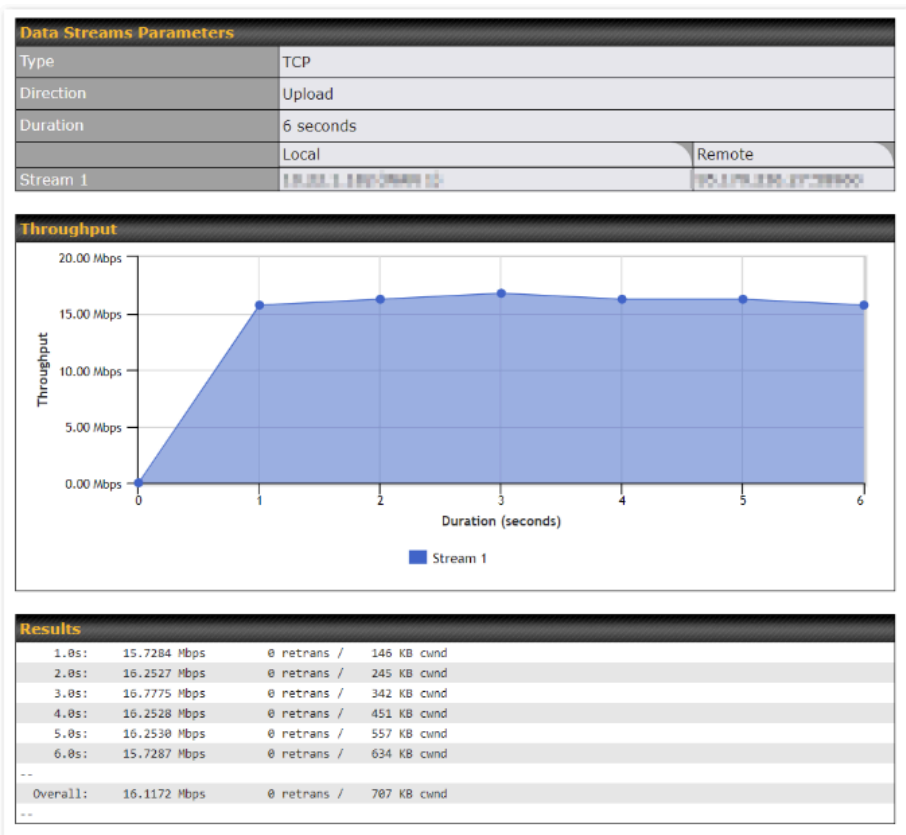 Data Streams Parameters
Type TCP
Direction Upload
Duration 6 seconds
Local Remote
Stream 1
Throughput
20.00 Mbps
15.00 Mbps
10.00 Mbps
5.00 Mbps
0.00 Mbps
Throughput
0 1 2 3 4 5 6
Duration (seconds)
Stream 1
Results
1.0s: 15.7284 Mbps 0 retrans / 146 KB cwnd
2.0s: 16.2527 Mbps 0 retrans / 245 KB cwnd
3.0s: 16.7775 Mbps 0 retrans / 342 KB cwnd
4.0s: 16.2528 Mbps 0 retrans / 451 KB cwnd
5.0s: 16.2530 Mbps 0 retrans / 557 KB cwnd
6.0s: 15.7287 Mbps 0 retrans / 634 KB cwnd
--
Overall: 16.1172 Mbps 0 retrans / 707 KB cwnd
--